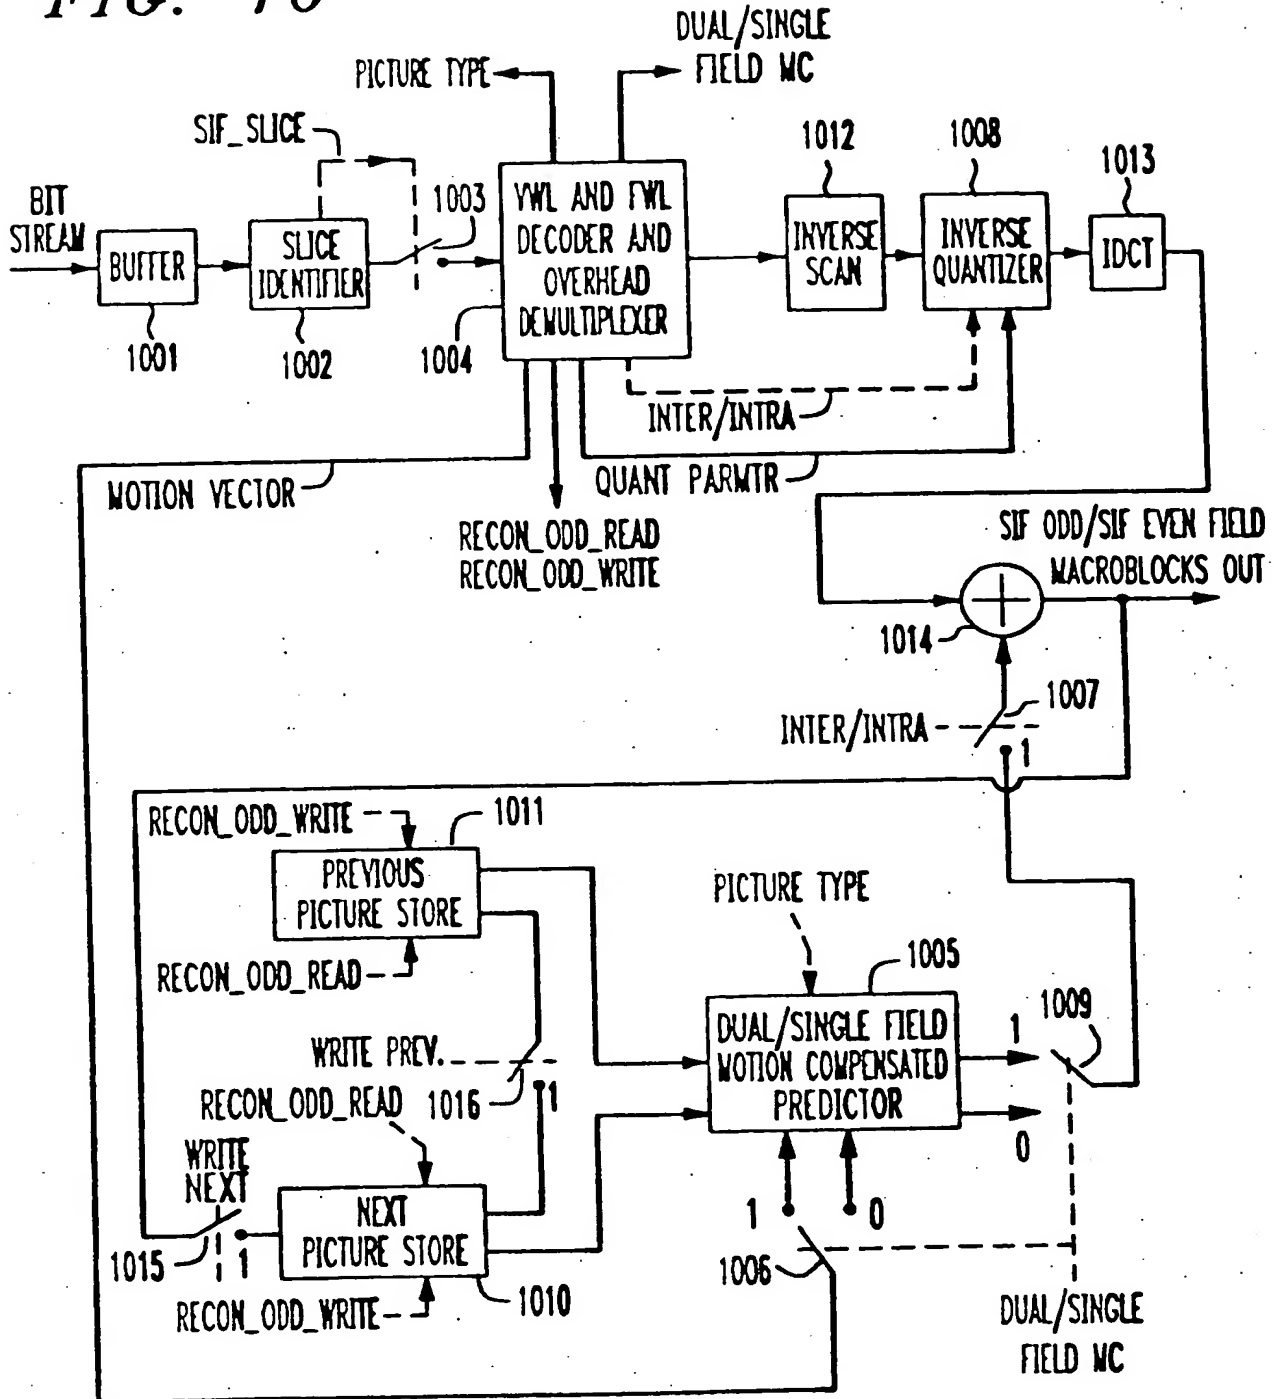 FIG. 10
DUAL/SINGLE
FIELD MC
PICTURE TYPE
SIF_SLICE
1012
1008
1013
BIT
STREAM
1003
BUFFER
SLICE
IDENTIFIER
VWL AND FWL
DECODER AND
OVERHEAD
DEMULTIPLEXER
INVERSE
SCAN
INVERSE
QUANTIZER
IDCT
1001
1002
1004
INTER/INTRA
MOTION VECTOR
QUANT PARMTR
RECON_ODD_READ
RECON_ODD_WRITE
SIF ODD/SIF EVEN FIELD
MACROBLOCKS OUT
1014
1007
INTER/INTRA
1
RECON_ODD_WRITE
1011
PREVIOUS
PICTURE STORE
PICTURE TYPE
RECON_ODD_READ
1005
1009
DUAL/SINGLE FIELD
MOTION COMPENSATED
PREDICTOR
1
0
WRITE PREV.
1016
1
RECON_ODD_READ
WRITE
NEXT
NEXT
PICTURE STORE
1 0
1015
1
1006
1010
RECON_ODD_WRITE
DUAL/SINGLE
FIELD MC